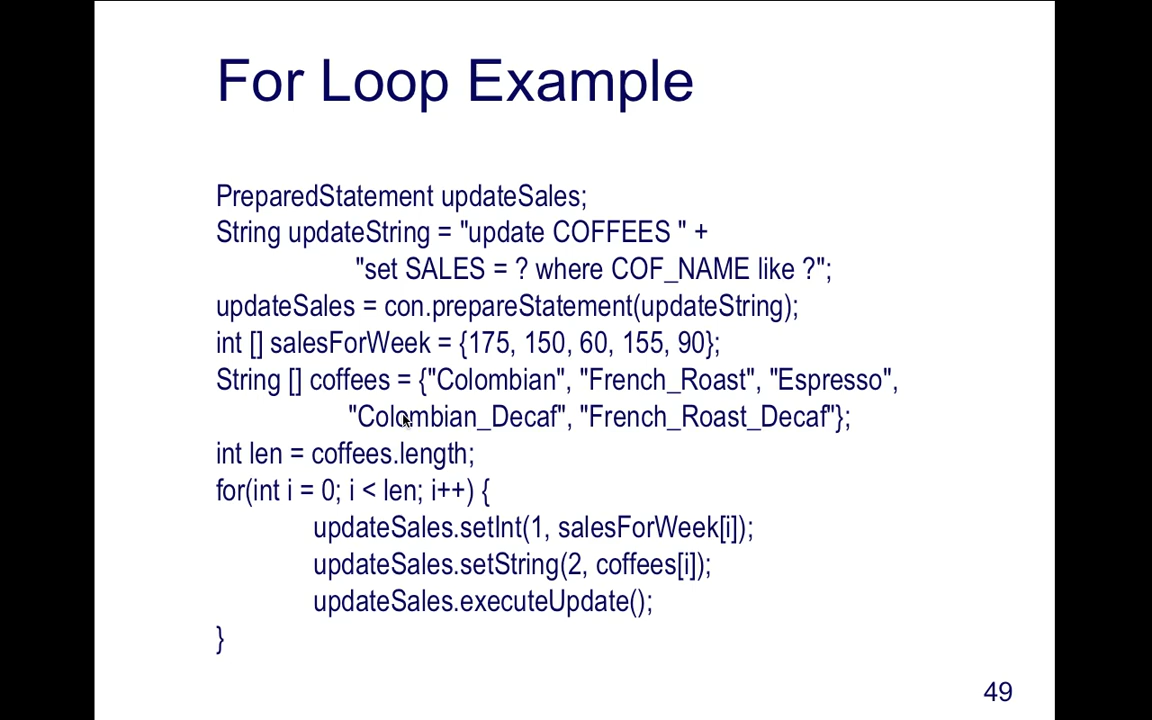 For Loop Example
PreparedStatement updateSales;
String updateString = "update COFFEES " +
"set SALES = ? where COF_NAME like ?";
updateSales = con.prepareStatement(updateString);
int [] salesForWeek = {175, 150, 60, 155, 90};
String [] coffees = {"Colombian", "French_Roast", "Espresso",
"Colombian_Decaf", "French_Roast_Decaf"};
int len = coffees.length;
for(int i = 0; i < len; i++) {
updateSales.setInt(1, salesForWeek[i]);
updateSales.setString(2, coffees[i]);
updateSales.executeUpdate();
}
49